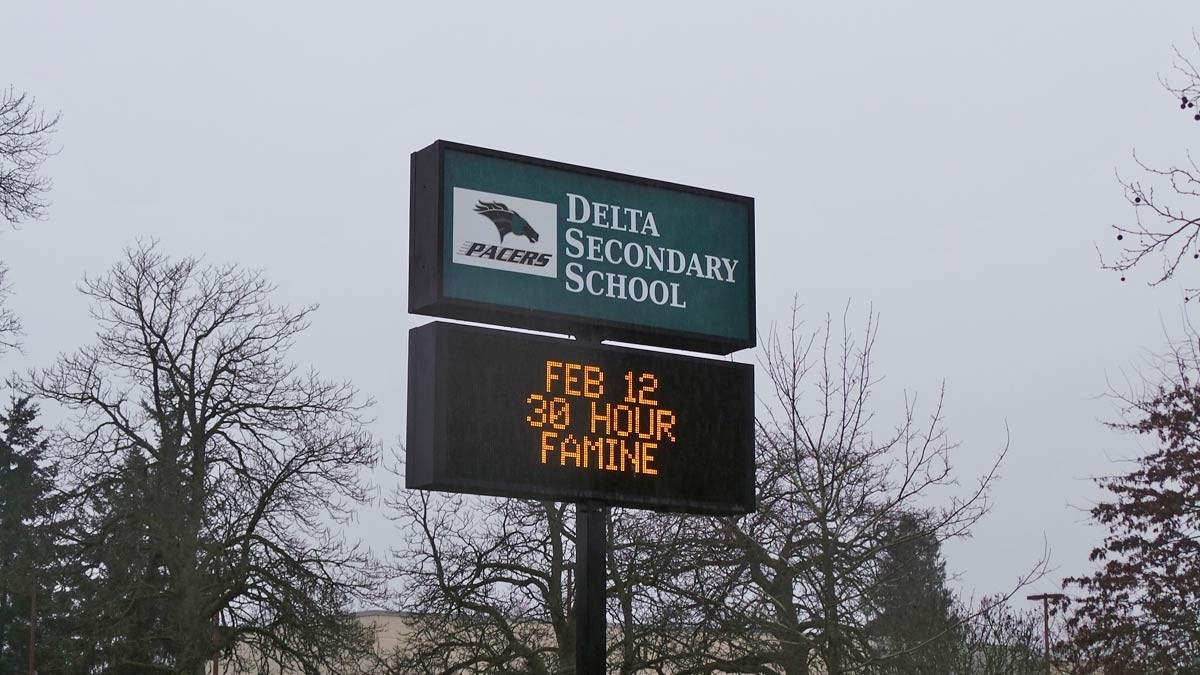 DELTA
SECONDARY
SCHOOL
PACERS
FEB 12
30 HOUR
FAMINE